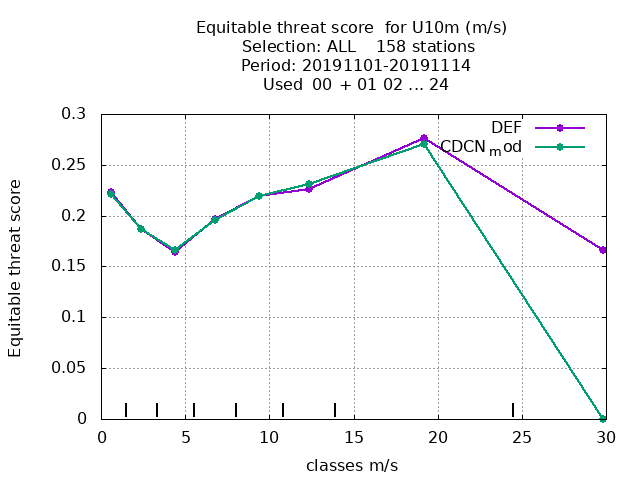 Equitable threat score  for U10m (m/s)
Selection: ALL    158 stations
Period: 20191101-20191114
Used  00  + 01 02 ... 24
DEF
CDCN_mod
0.3
0.25
0.2
0.15
0.1
0.05
0
Equitable threat score
0 5 10 15 20 25 30
classes m/s